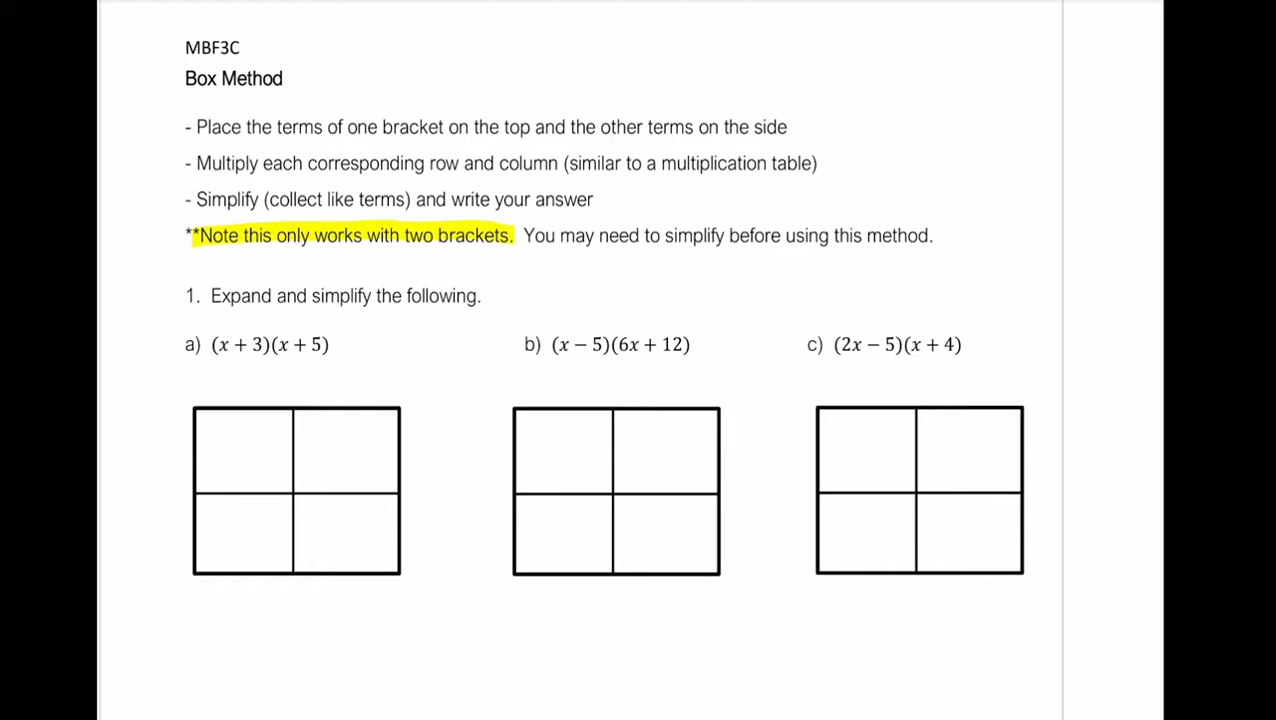 MBF3C
Box Method
- Place the terms of one bracket on the top and the other terms on the side
- Multiply each corresponding row and column (similar to a multiplication table)
- Simplify (collect like terms) and write your answer
**Note this only works with two brackets. You may need to simplify before using this method.
1. Expand and simplify the following.
a) (x + 3)(x + 5) b) (x − 5)(6x + 12) c) (2x − 5)(x + 4)